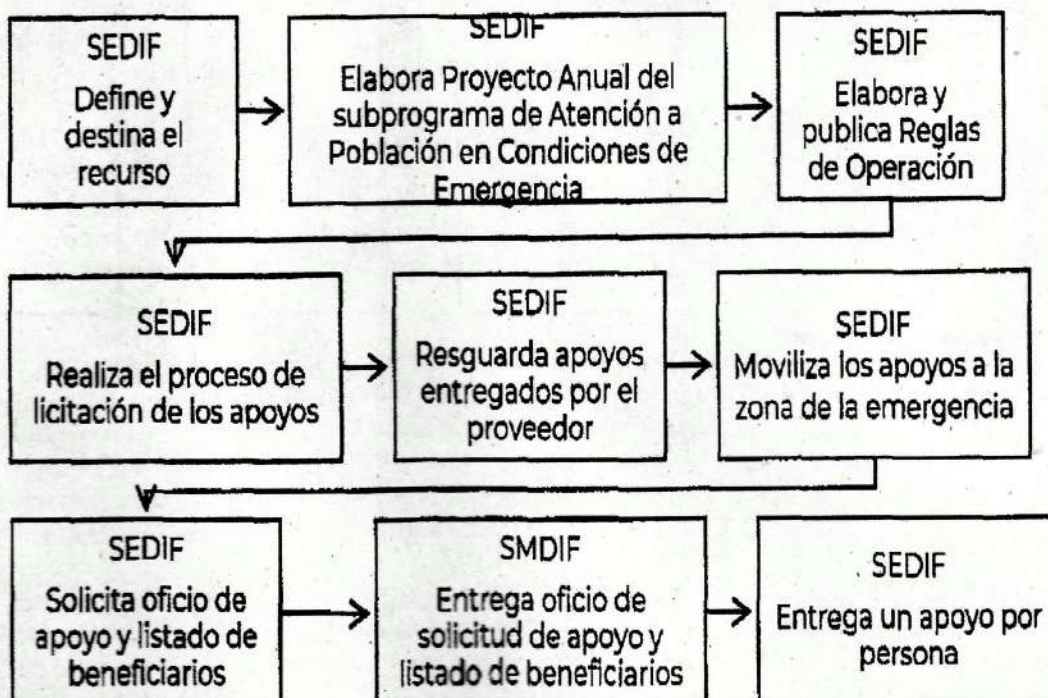 SEDIF
Define y
destina el
recurso
SEDIF
Elabora Proyecto Anual del
subprograma de Atención a
Población en Condiciones de
Emergencia
SEDIF
Elabora y
publica Reglas
de Operación
SEDIF
Realiza el proceso de
licitación de los apoyos
SEDIF
Resguarda apoyos
entregados por el
proveedor
SEDIF
Moviliza los apoyos a la
zona de la emergencia
SEDIF
Solicita oficio de
apoyo y listado de
beneficiarios
SMDIF
Entrega oficio de
solicitud de apoyo y
listado de beneficiarios
SEDIF
Entrega un apoyo por
persona